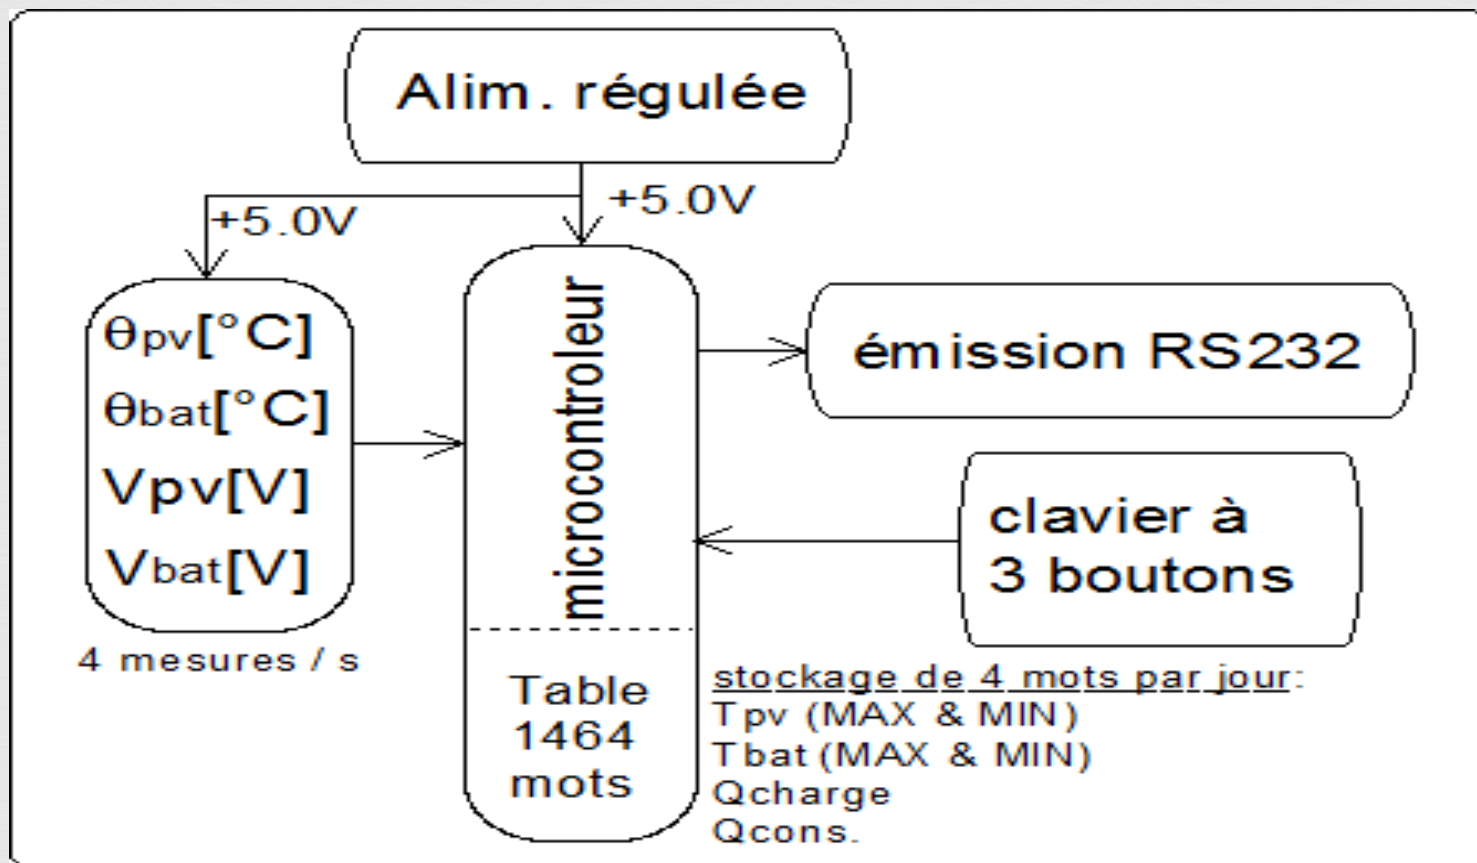 Alim. régulée
+5.0V
+5.0V
θpv[°C]
θbat[°C]
Vpv[V]
Vbat[V]
4 mesures / s
microcontroleur
Table
1464
mots
émission RS232
clavier à
3 boutons
stockage de 4 mots par jour:
Tpv (MAX & MIN)
Tbat (MAX & MIN)
Qcharge
Qcons.